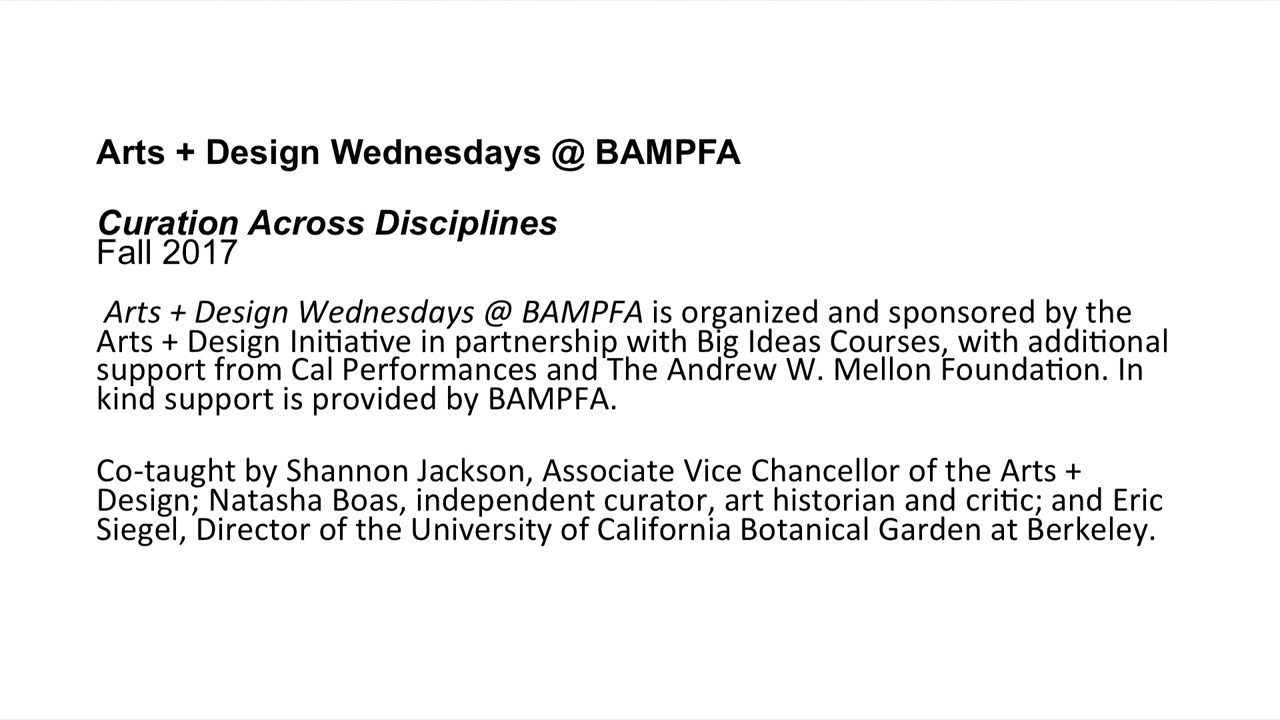 Arts + Design Wednesdays @ BAMPFA
Curation Across Disciplines
Fall 2017
Arts + Design Wednesdays @ BAMPFA is organized and sponsored by the
Arts + Design Initiative in partnership with Big Ideas Courses, with additional
support from Cal Performances and The Andrew W. Mellon Foundation. In
kind support is provided by BAMPFA.
Co-taught by Shannon Jackson, Associate Vice Chancellor of the Arts +
Design; Natasha Boas, independent curator, art historian and critic; and Eric
Siegel, Director of the University of California Botanical Garden at Berkeley.